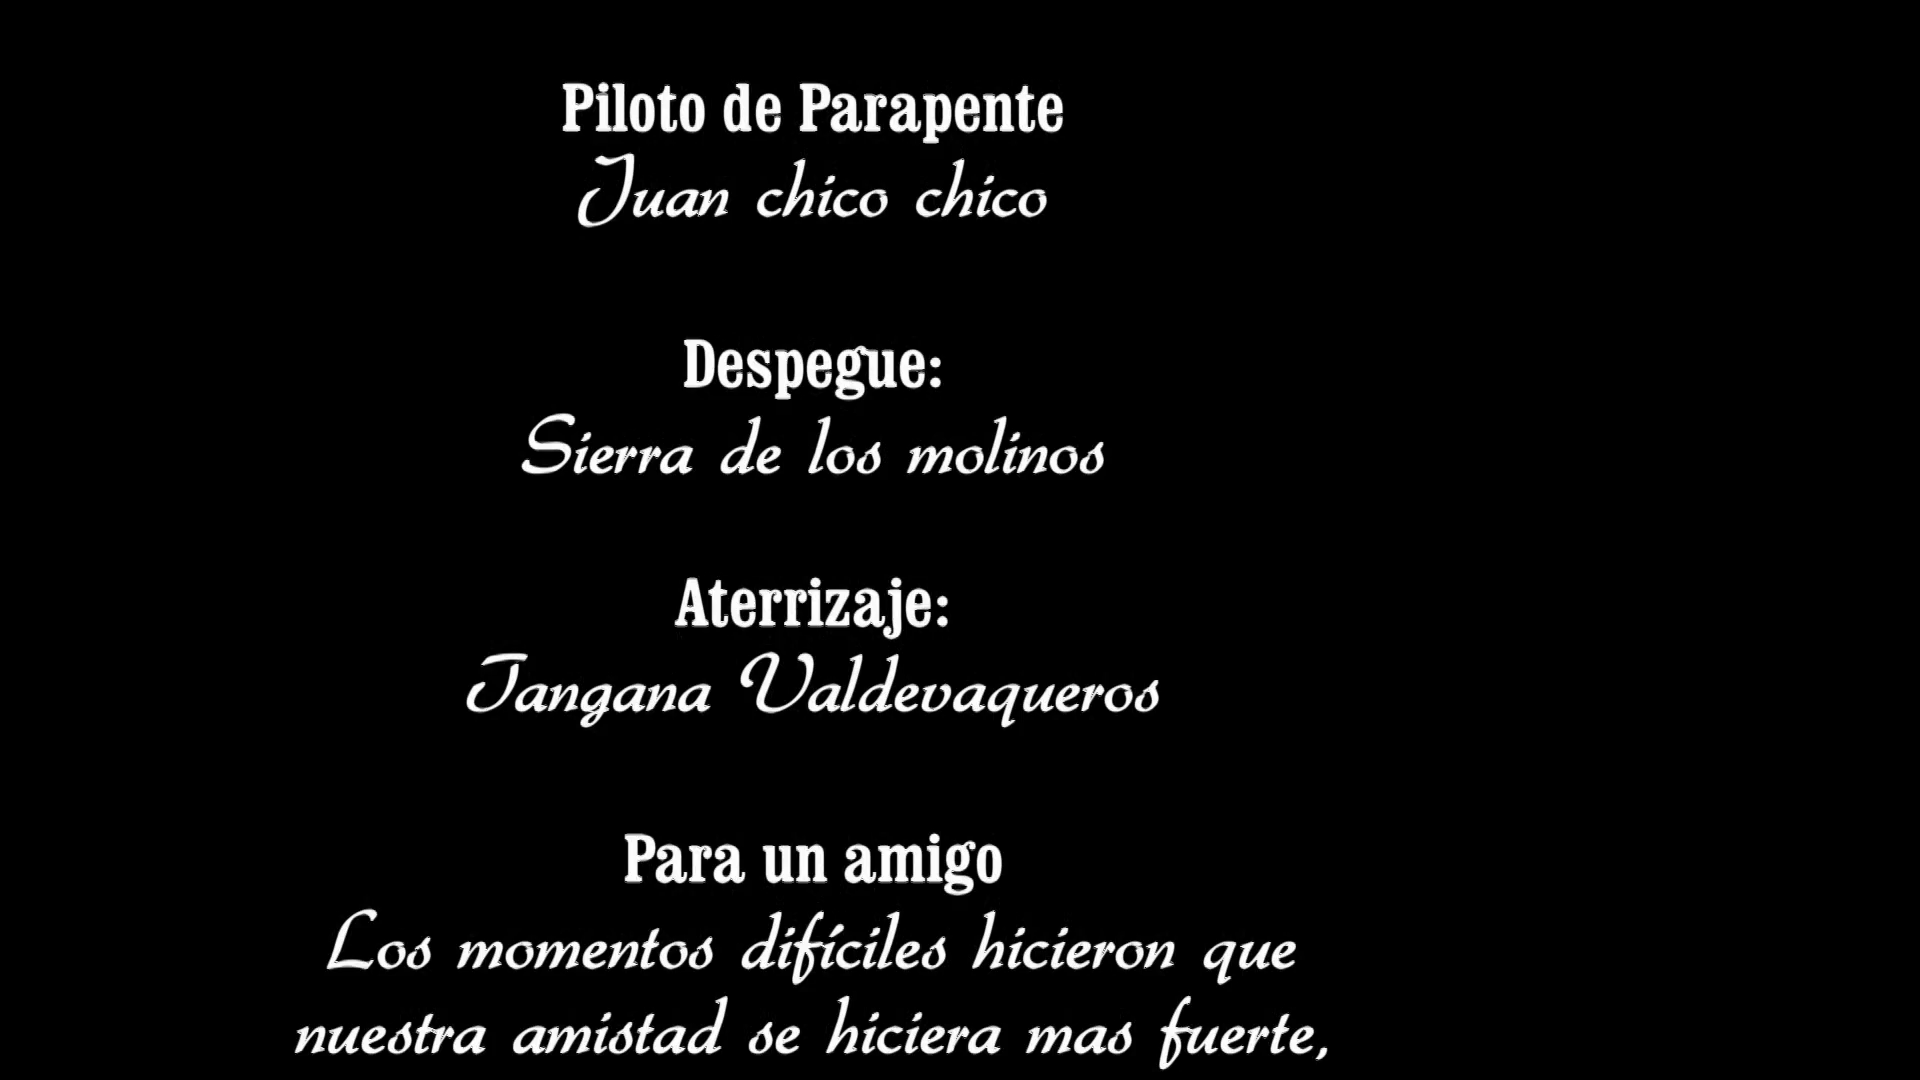 Piloto de Parapente
Juan chico chico
Despegue:
Sierra de los molinos
Aterrizaje:
Tangana Valdevaqueros
Para un amigo
Los momentos difíciles hicieron que
nuestra amistad se hiciera mas fuerte,